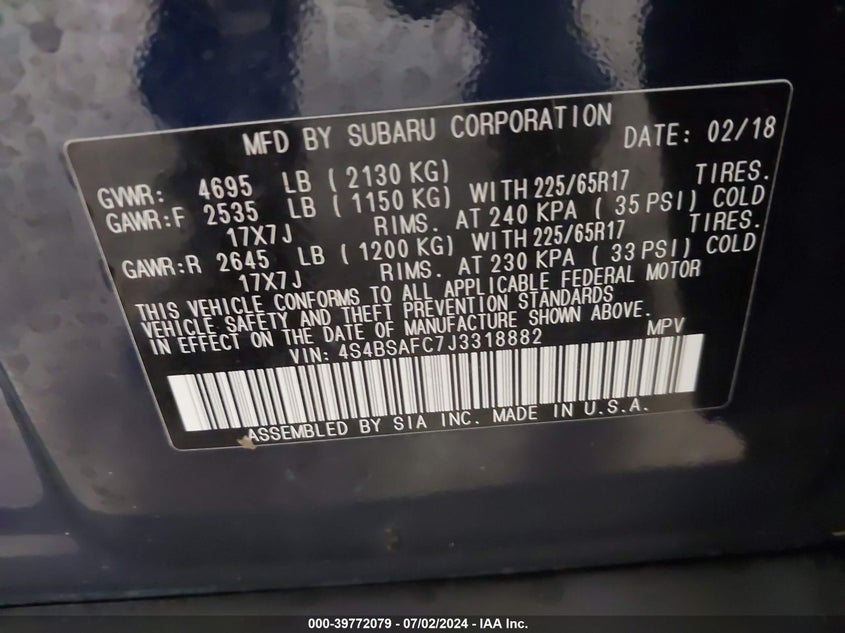 MFD BY SUBARU CORPORATION DATE: 02/18
GVWR: 4695 LB ( 2130 KG)
GAWR:F 2535 LB ( 1150 KG) WITH 225/65R17 TIRES.
17X7J RIMS. AT 240 KPA ( 35 PSI) COLD
GAWR:R 2645 LB ( 1200 KG) WITH 225/65R17 TIRES.
17X7J RIMS. AT 230 KPA ( 33 PSI) COLD
THIS VEHICLE CONFORMS TO ALL APPLICABLE FEDERAL MOTOR
VEHICLE SAFETY AND THEFT PREVENTION STANDARDS
IN EFFECT ON THE DATE OF MANUFACTURE SHOWN ABOVE.
VIN: 4S4BSAFC7J3318882 MPV
ASSEMBLED BY SIA INC. MADE IN U.S.A.
000-39772079 - 07/02/2024 - IAA Inc.